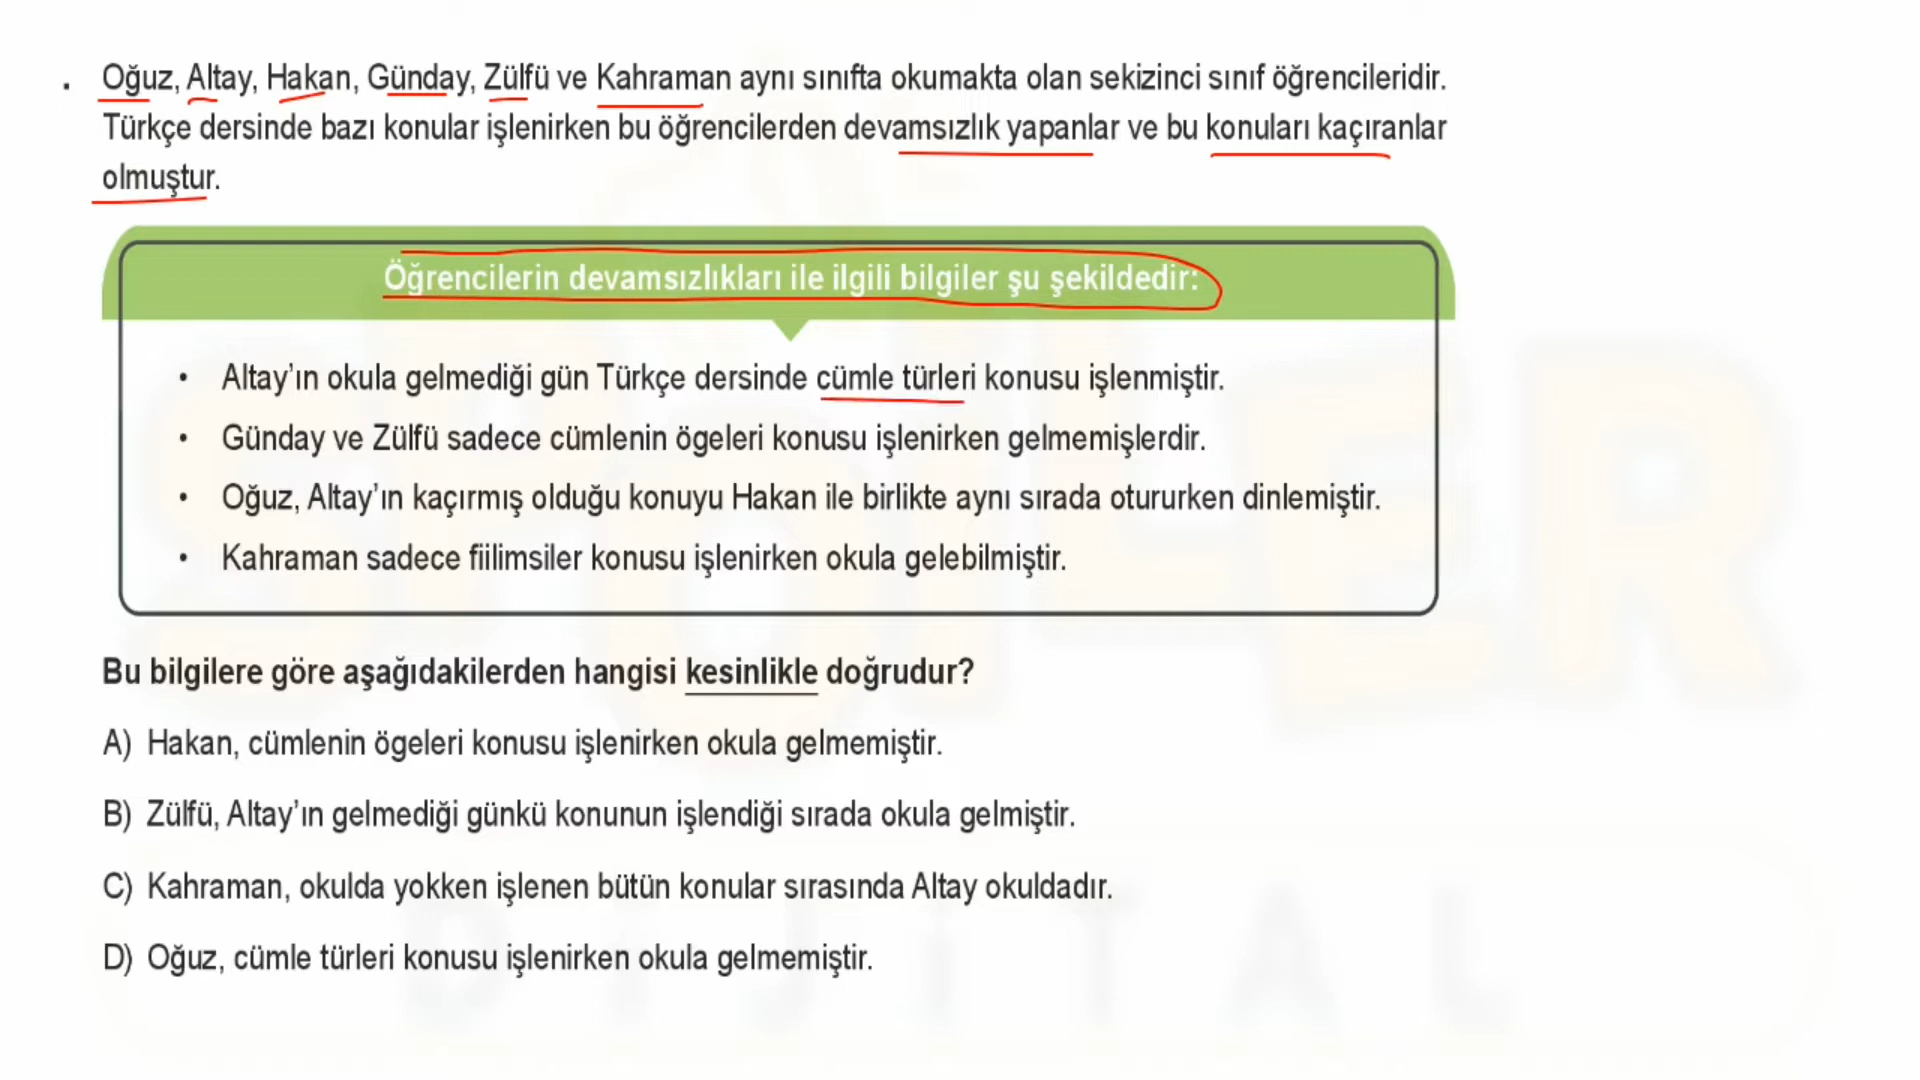 . Oğuz, Altay, Hakan, Günday, Zülfü ve Kahraman aynı sınıfta okumakta olan sekizinci sınıf öğrencileridir.
Türkçe dersinde bazı konular işlenirken bu öğrencilerden devamsızlık yapanlar ve bu konuları kaçıranlar
olmuştur.
Öğrencilerin devamsızlıkları ile ilgili bilgiler şu şekildedir:
• Altay’ın okula gelmediği gün Türkçe dersinde cümle türleri konusu işlenmiştir.
• Günday ve Zülfü sadece cümlenin ögeleri konusu işlenirken gelmemişlerdir.
• Oğuz, Altay’ın kaçırmış olduğu konuyu Hakan ile birlikte aynı sırada otururken dinlemiştir.
• Kahraman sadece fiilimsiler konusu işlenirken okula gelebilmiştir.
Bu bilgilere göre aşağıdakilerden hangisi kesinlikle doğrudur?
A) Hakan, cümlenin ögeleri konusu işlenirken okula gelmemiştir.
B) Zülfü, Altay’ın gelmediği günkü konunun işlendiği sırada okula gelmiştir.
C) Kahraman, okulda yokken işlenen bütün konular sırasında Altay okuldadır.
D) Oğuz, cümle türleri konusu işlenirken okula gelmemiştir.
SPOILER
DİJİTAL